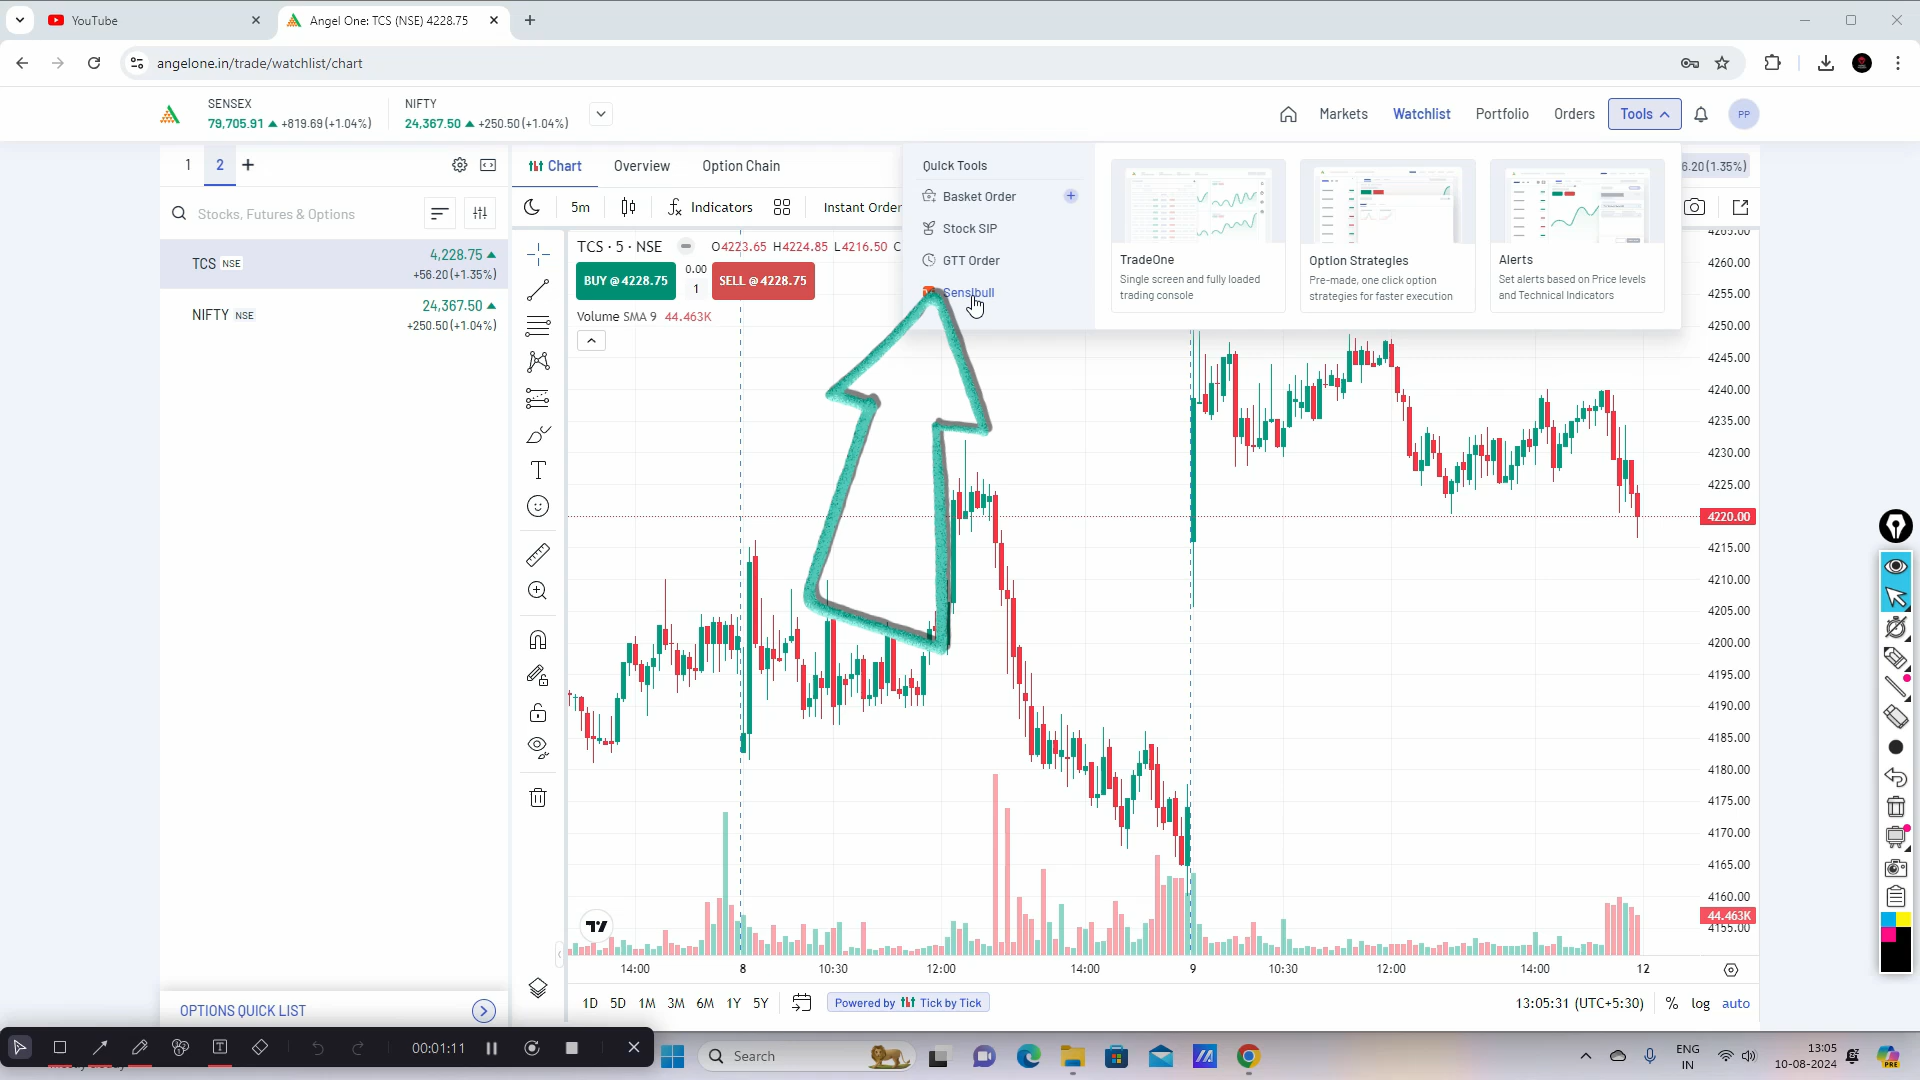 YouTube
Angel One: TCS (NSE) 4228.75
angelone.in/trade/watchlist/chart
SENSEX
79,705.91 +819.69 (+1.04%)
NIFTY
24,367.50 +250.50 (+1.04%)
Markets Watchlist Portfolio Orders Tools PP
1 2
Stocks, Futures & Options
TCS NSE 4,228.75
+56.20 (+1.35%)
NIFTY NSE 24,367.50
+250.50 (+1.04%)
OPTIONS QUICK LIST
Chart Overview Option Chain
6.20 (1.35%)
5m Indicators Instant Order
Quick Tools
Basket Order
Stock SIP
GTT Order
Sensibull
TradeOne
Single screen and fully loaded
trading console
Option Strategies
Pre-made, one click option
strategies for faster execution
Alerts
Set alerts based on Price levels
and Technical Indicators
TCS · 5 · NSE O4223.65 H4224.85 L4216.50 C
BUY @ 4228.75 0.00 1 SELL @ 4228.75
Volume SMA 9 44.463K
4265.00
4260.00
4255.00
4250.00
4245.00
4240.00
4235.00
4230.00
4225.00
4220.00
4215.00
4210.00
4205.00
4200.00
4195.00
4190.00
4185.00
4180.00
4175.00
4170.00
4165.00
4160.00
44.463K
4155.00
14:00 8 10:30 12:00 14:00 9 10:30 12:00 14:00 12
1D 5D 1M 3M 6M 1Y 5Y Powered by Tick by Tick 13:05:31 (UTC+5:30) % log auto
00:01:11
Search
ENG
IN
13:05
10-08-2024
PRE